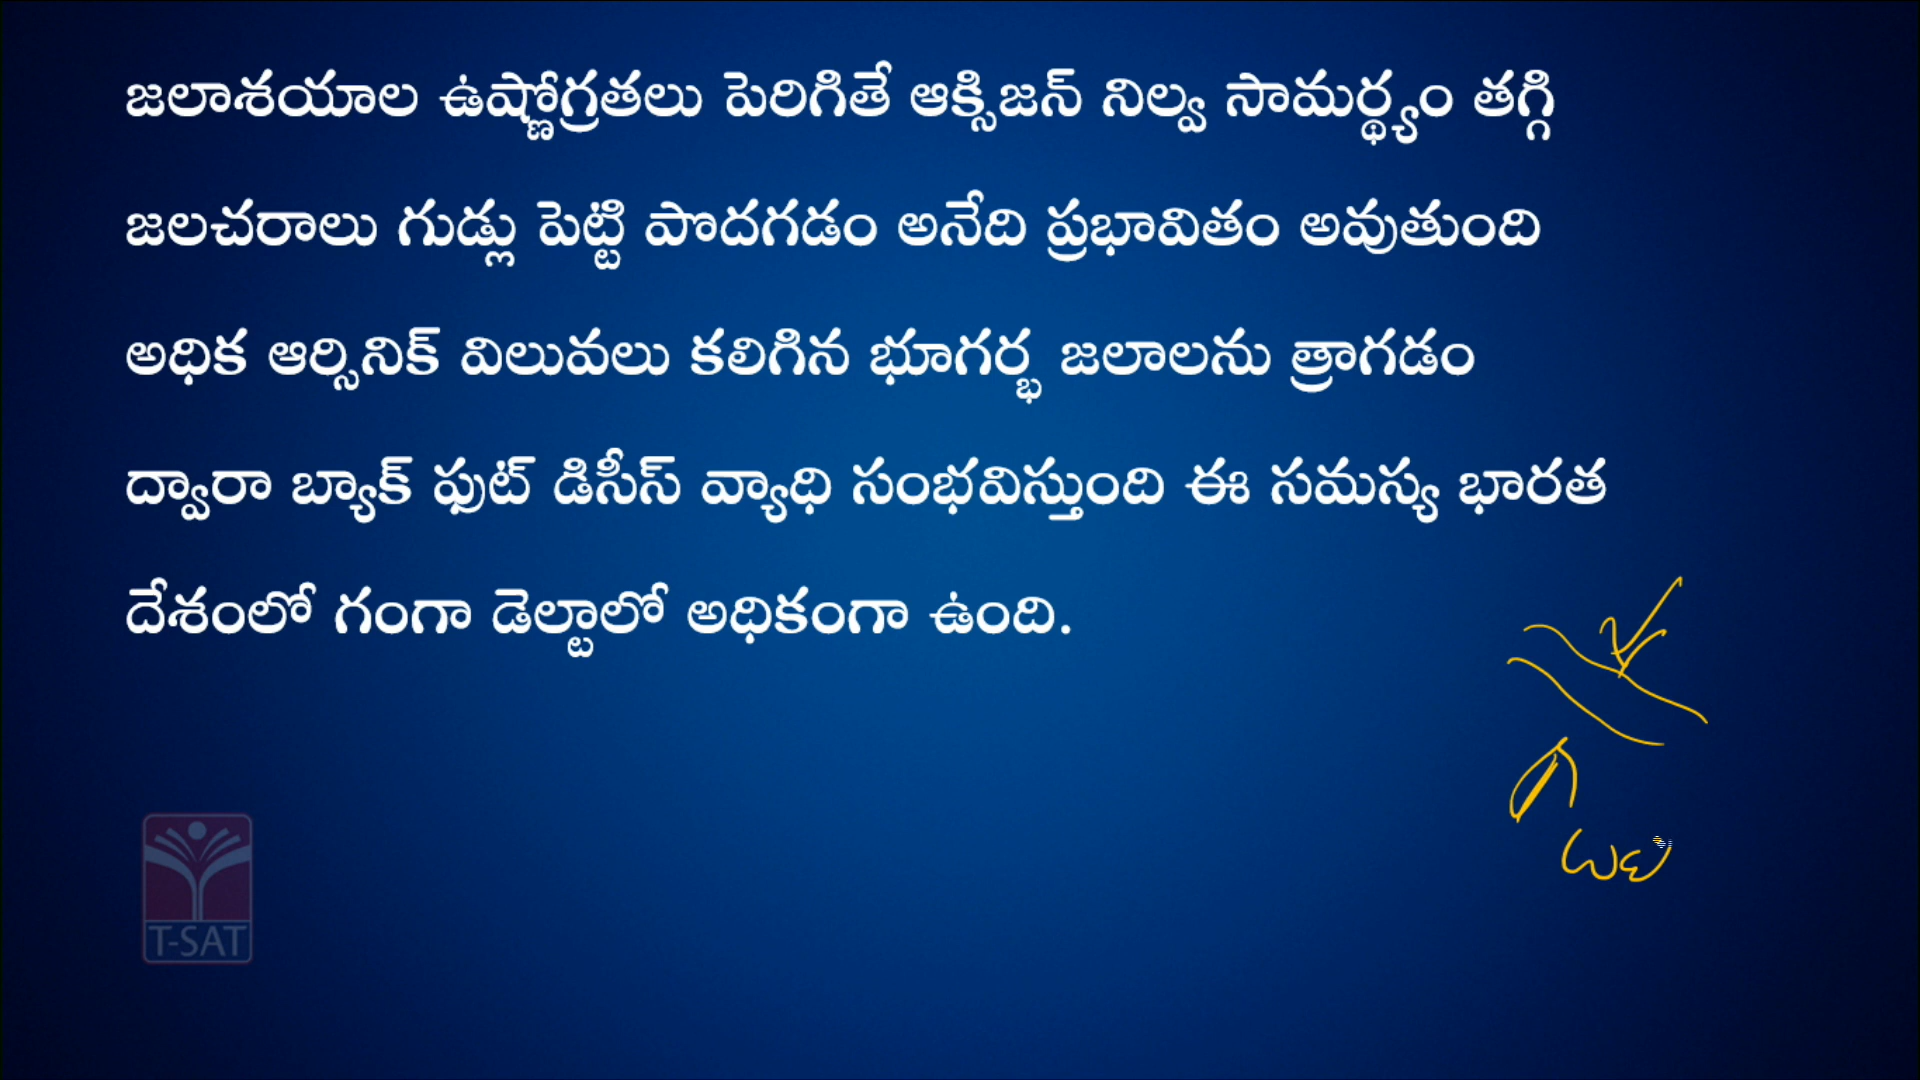 జలాశయాల ఉష్ణోగ్రతలు పెరిగితే ఆక్సిజన్ నిల్వ సామర్థ్యం తగ్గి
జలచరాలు గుడ్లు పెట్టి పొదగడం అనేది ప్రభావితం అవుతుంది
అధిక ఆర్సినిక్ విలువలు కలిగిన భూగర్భ జలాలను త్రాగడం
ద్వారా బ్యాక్ ఫుట్ డిసీస్ వ్యాధి సంభవిస్తుంది ఈ సమస్య భారత
దేశంలో గంగా డెల్టాలో అధికంగా ఉంది.
T-SAT